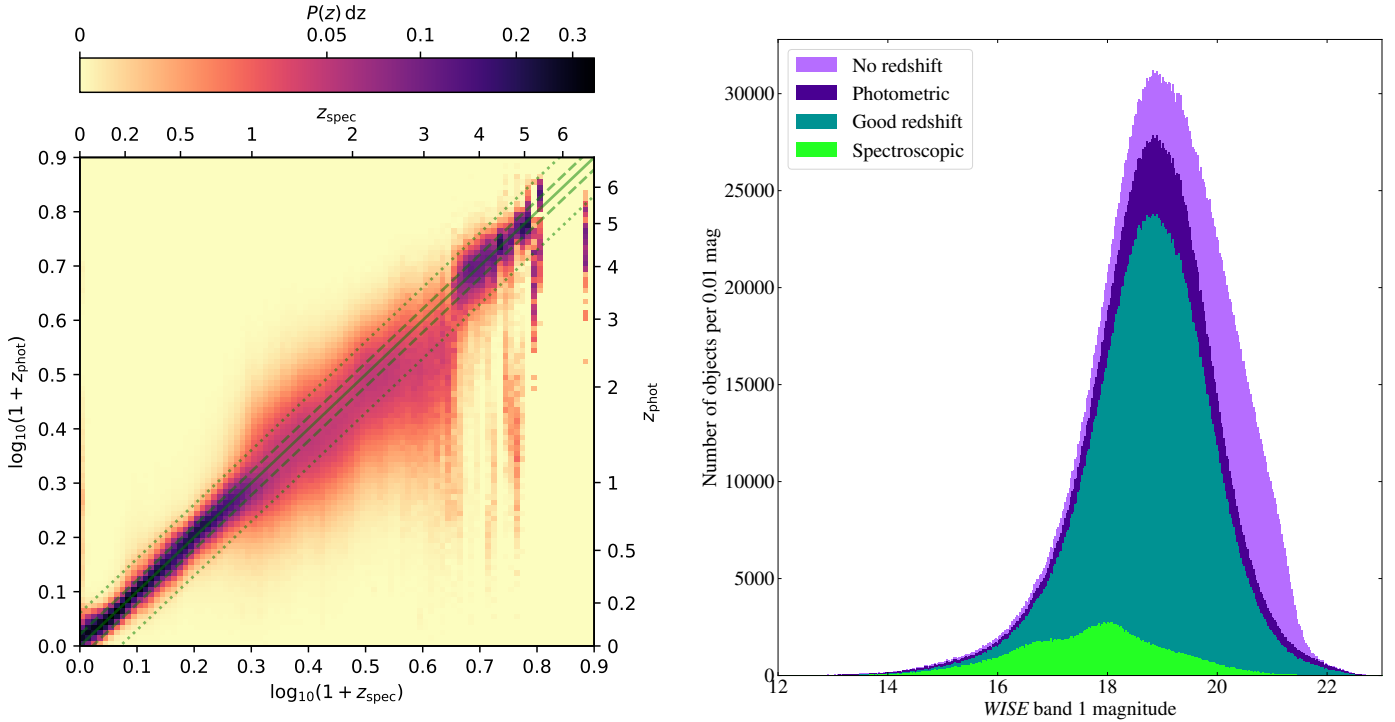 P(z) dz
0 0.05 0.1 0.2 0.3
z_spec
0 0.2 0.5 1 2 3 4 5 6
0.9
0.8
0.7
0.6
0.5
0.4
0.3
0.2
0.1
0.0
log₁₀(1 + z_phot)
6
5
4
3
2
1
0.5
0.2
0
z_phot
0.0 0.1 0.2 0.3 0.4 0.5 0.6 0.7 0.8 0.9
log₁₀(1 + z_spec)
No redshift
Photometric
Good redshift
Spectroscopic
30000
25000
20000
15000
10000
5000
0
Number of objects per 0.01 mag
12 14 16 18 20 22
WISE band 1 magnitude